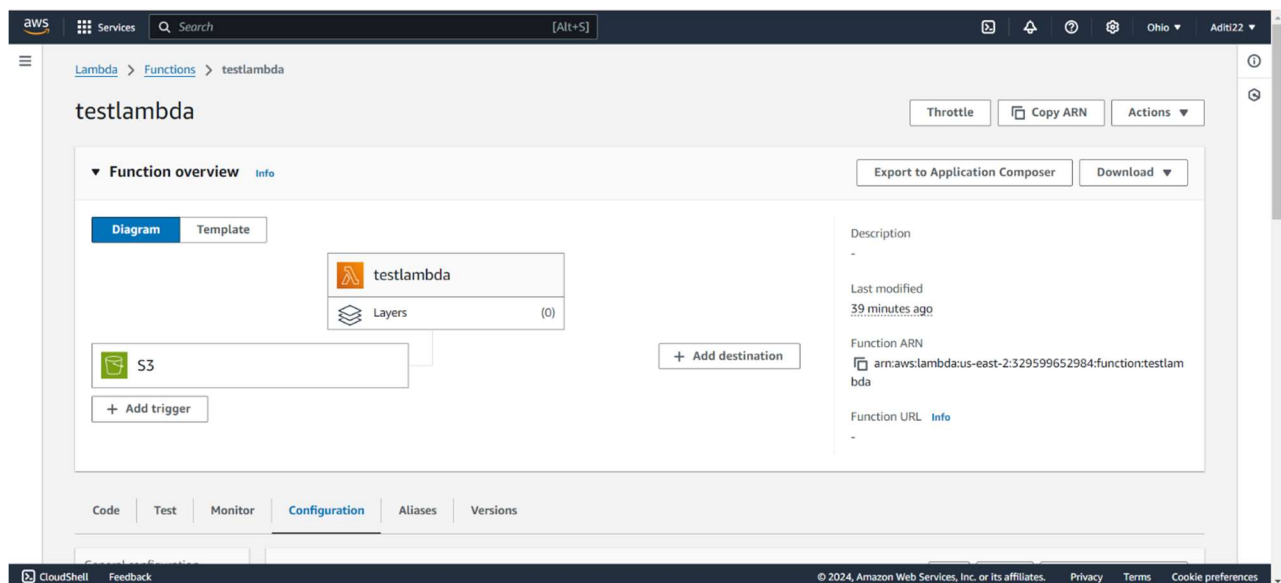 aws Services Search [Alt+S] Ohio Aditi22
Lambda > Functions > testlambda
testlambda
Throttle Copy ARN Actions
Function overview Info
Export to Application Composer Download
Diagram Template
testlambda
Layers (0)
S3
+ Add trigger
+ Add destination
Description
-
Last modified
39 minutes ago
Function ARN
arn:aws:lambda:us-east-2:329599652984:function:testlam
bda
Function URL Info
-
Code Test Monitor Configuration Aliases Versions
General configuration
CloudShell Feedback © 2024, Amazon Web Services, Inc. or its affiliates. Privacy Terms Cookie preferences